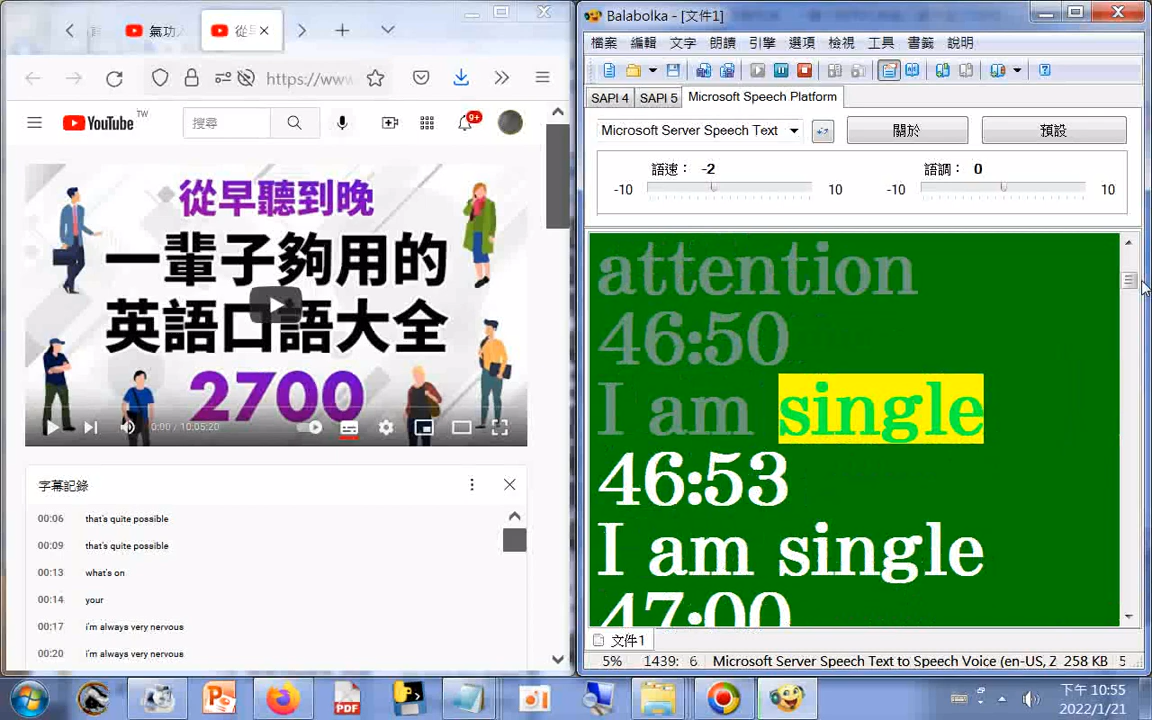 氣功
從
https://www
YouTube TW
搜尋
9+
從早聽到晚
一輩子夠用的
英語口語大全
2700
0:00 / 10:05:20
字幕記錄
00:06 that's quite possible
00:09 that's quite possible
00:13 what's on
00:14 your
00:17 i'm always very nervous
00:20 i'm always very nervous
Balabolka - [文件1]
檔案 編輯 文字 朗讀 引擎 選項 檢視 工具 書籤 說明
SAPI 4 SAPI 5 Microsoft Speech Platform
Microsoft Server Speech Text 關於 預設
語速： -2 語調： 0
-10 10 -10 10
attention
46:50
I am single
46:53
I am single
47:00
文件1
5% 1439: 6 Microsoft Server Speech Text to Speech Voice (en-US, Z 258 KB 5
PDF
下午 10:55
2022/1/21